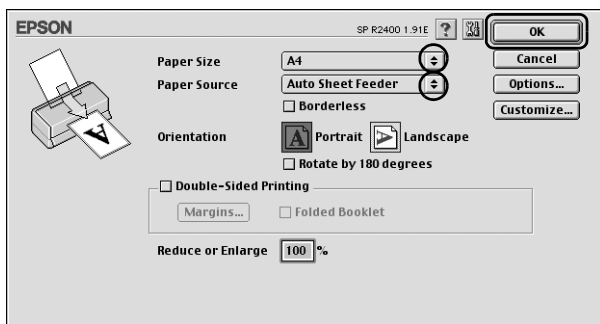 EPSON
SP R2400 1.91E
?
OK
Paper Size
A4
Cancel
Paper Source
Auto Sheet Feeder
Options...
Borderless
Customize...
Orientation
A
Portrait
A
Landscape
Rotate by 180 degrees
Double-Sided Printing
Margins...
Folded Booklet
Reduce or Enlarge
100
%
A